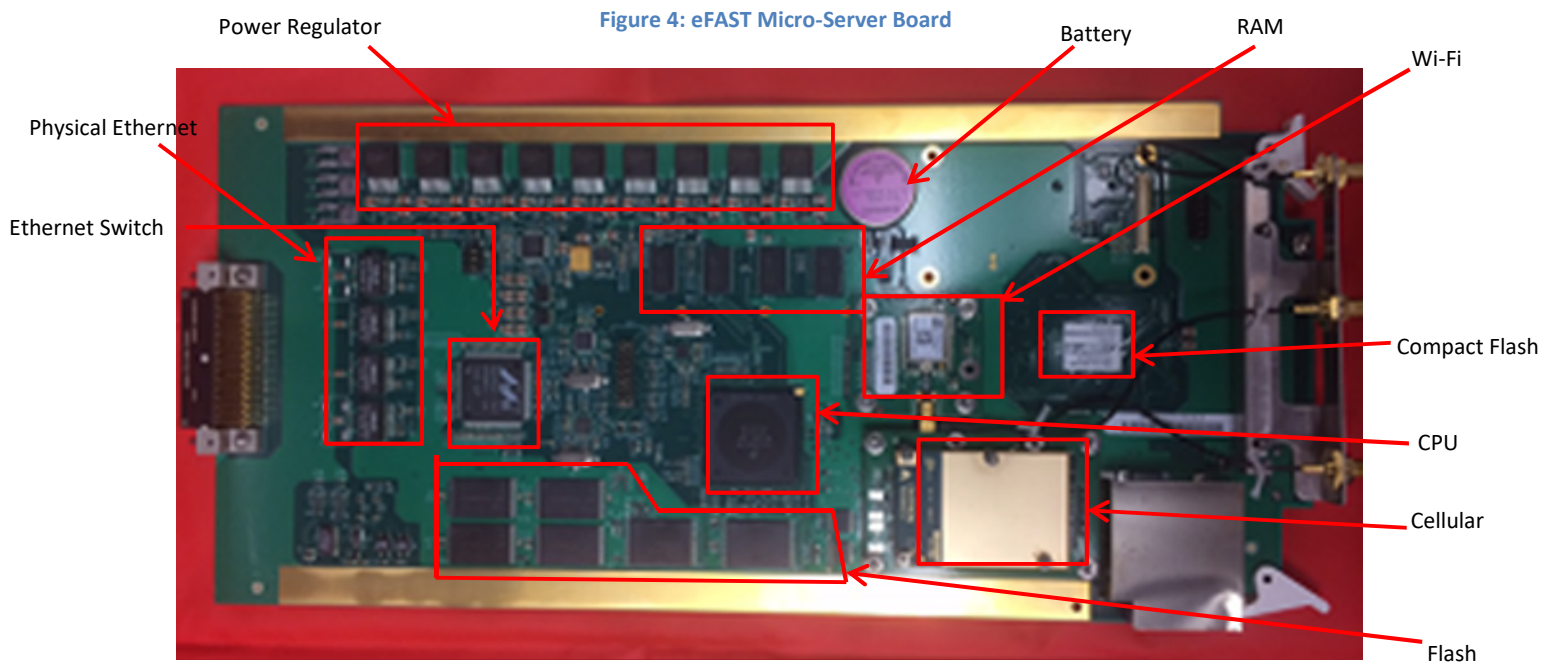 Figure 4: eFAST Micro-Server Board
Power Regulator
Battery
RAM
Wi-Fi
Physical Ethernet
Ethernet Switch
Compact Flash
CPU
Cellular
Flash